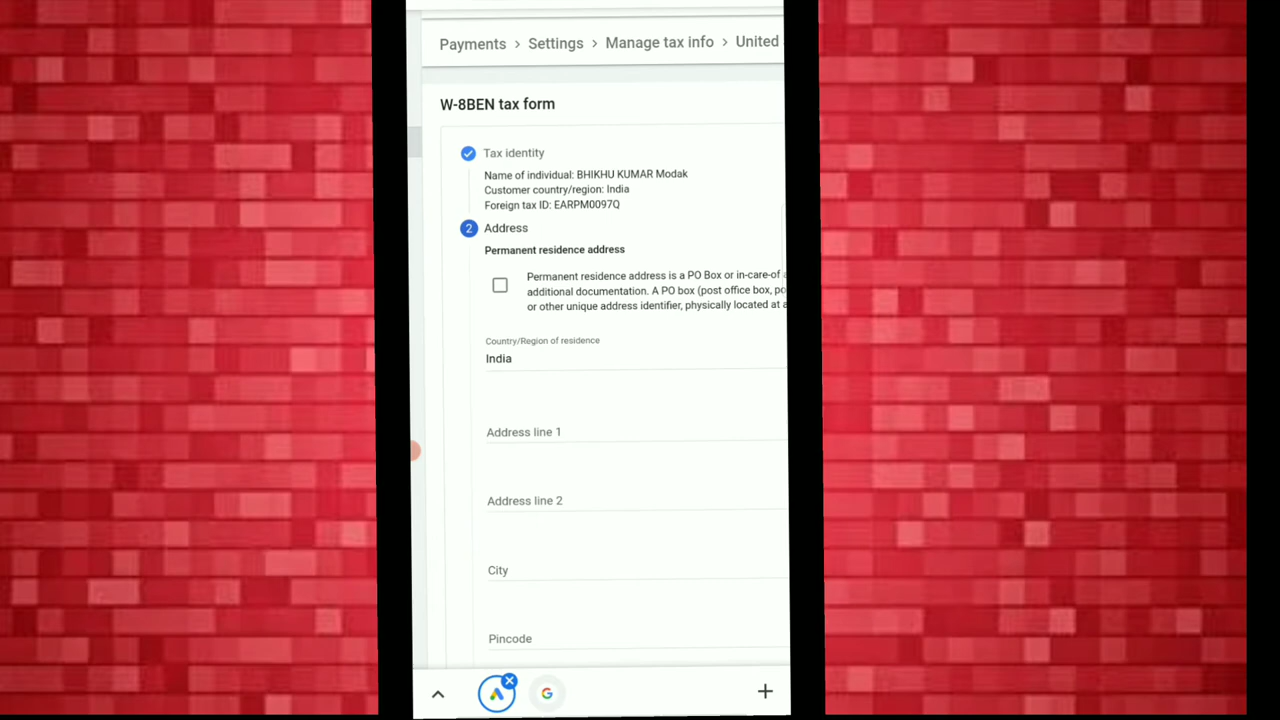 Payments > Settings > Manage tax info > United
W-8BEN tax form
Tax identity
Name of individual: BHIKHU KUMAR Modak
Customer country/region: India
Foreign tax ID: EARPM0097Q
2 Address
Permanent residence address
Permanent residence address is a PO Box or in-care-of
additional documentation. A PO box (post office box, po
or other unique address identifier, physically located at a
Country/Region of residence
India
Address line 1
Address line 2
City
Pincode